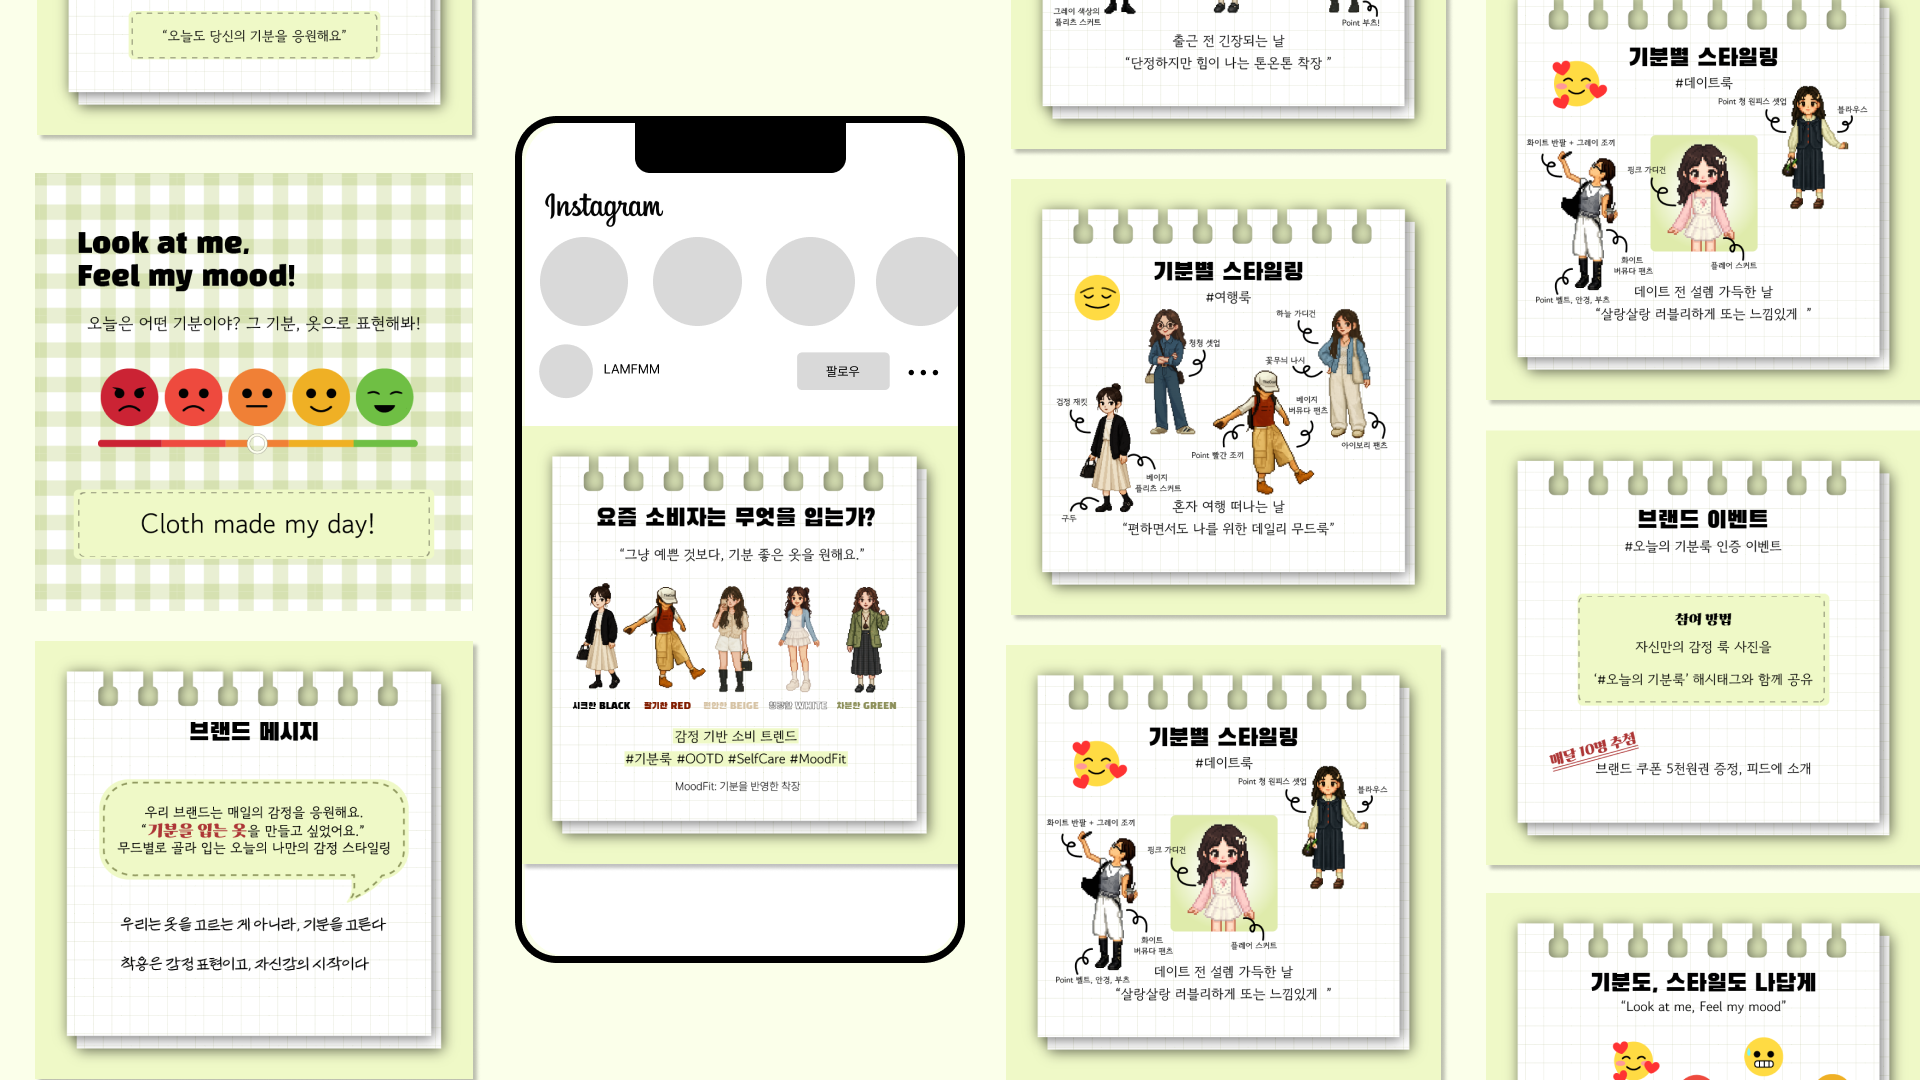 “오늘도 당신의 기분을 응원해요”
Look at me,
Feel my mood!
오늘은 어떤 기분이야? 그 기분, 옷으로 표현해봐!
Cloth made my day!
브랜드 메시지
우리 브랜드는 매일의 감정을 응원해요.
“기분을 입는 옷을 만들고 싶었어요.”
무드별로 골라 입는 오늘의 나만의 감정 스타일링
우리는 옷을 고르는 게 아니라, 기분을 고른다
착용은 감정 표현이고, 자신감의 시작이다
Instagram
LAMFMM
팔로우
요즘 소비자는 무엇을 입는가?
“그냥 예쁜 것보다, 기분 좋은 옷을 원해요.”
시크한 BLACK
활기찬 RED
편안한 BEIGE
WHITE
차분한 GREEN
감정 기반 소비 트렌드
#기분룩 #OOTD #SelfCare #MoodFit
MoodFit: 기분을 반영한 착장
그레이 색상의
플리츠 스커트
Point 부츠!
출근 전 긴장되는 날
“단정하지만 힘이 나는 톤온톤 착장 ”
기분별 스타일링
#여행룩
하늘 가디건
청청 셋업
꽃무늬 나시
검정 재킷
베이지
버뮤다 팬츠
아이보리 팬츠
Point 빨간 조끼
베이지
플리츠 스커트
구두
혼자 여행 떠나는 날
“편하면서도 나를 위한 데일리 무드룩”
기분별 스타일링
#데이트룩
Point 청 원피스 셋업
블라우스
화이트 반팔 + 그레이 조끼
핑크 가디건
화이트
버뮤다 팬츠
플레어 스커트
Point 벨트, 안경, 부츠
데이트 전 설렘 가득한 날
“살랑살랑 러블리하게 또는 느낌있게 ”
기분별 스타일링
#데이트룩
Point 청 원피스 셋업
블라우스
화이트 반팔 + 그레이 조끼
핑크 가디건
화이트
버뮤다 팬츠
플레어 스커트
Point 벨트, 안경, 부츠
데이트 전 설렘 가득한 날
“살랑살랑 러블리하게 또는 느낌있게 ”
브랜드 이벤트
#오늘의 기분룩 인증 이벤트
참여 방법
자신만의 감정 룩 사진을
‘#오늘의 기분룩’ 해시태그와 함께 공유
매달 10명 추첨
브랜드 쿠폰 5천원권 증정, 피드에 소개
기분도, 스타일도 나답게
“Look at me, Feel my mood”